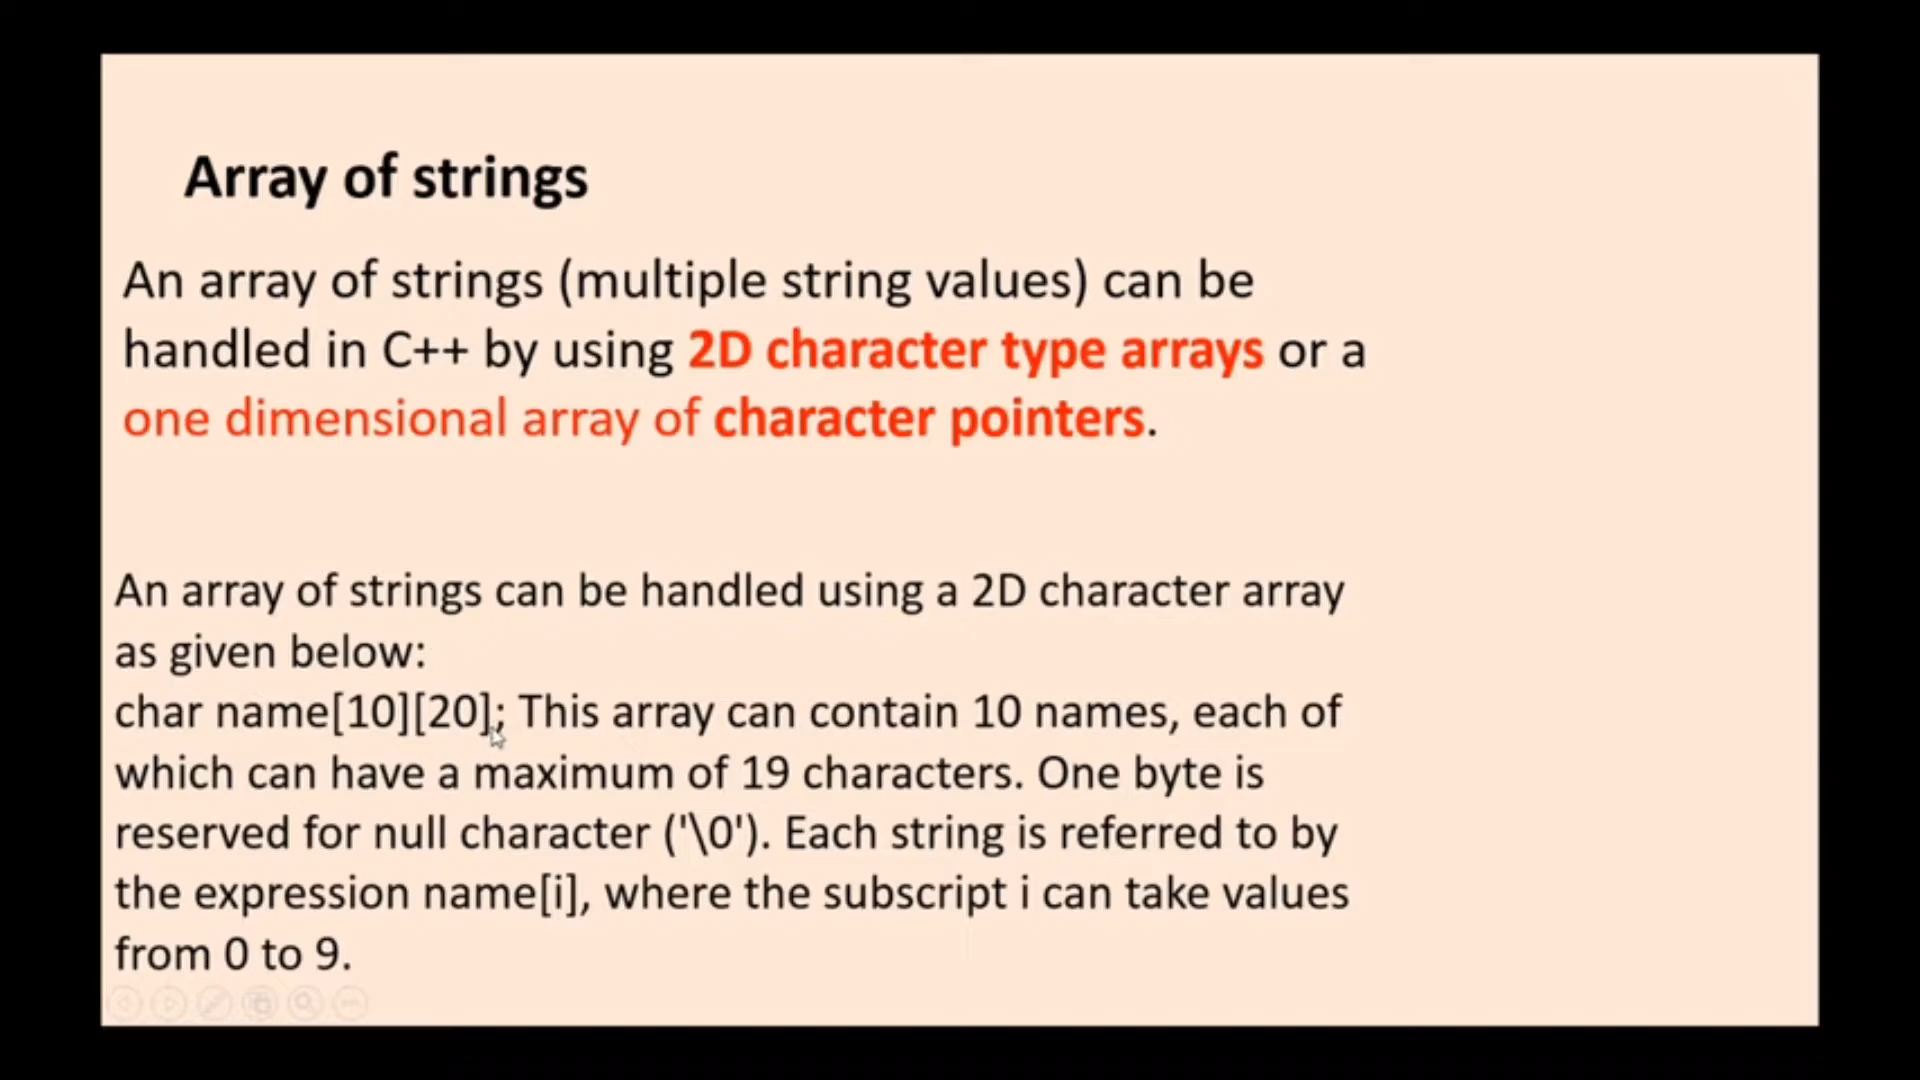 Array of strings
An array of strings (multiple string values) can be
handled in C++ by using 2D character type arrays or a
one dimensional array of character pointers.
An array of strings can be handled using a 2D character array
as given below:
char name[10][20]; This array can contain 10 names, each of
which can have a maximum of 19 characters. One byte is
reserved for null character ('\0'). Each string is referred to by
the expression name[i], where the subscript i can take values
from 0 to 9.